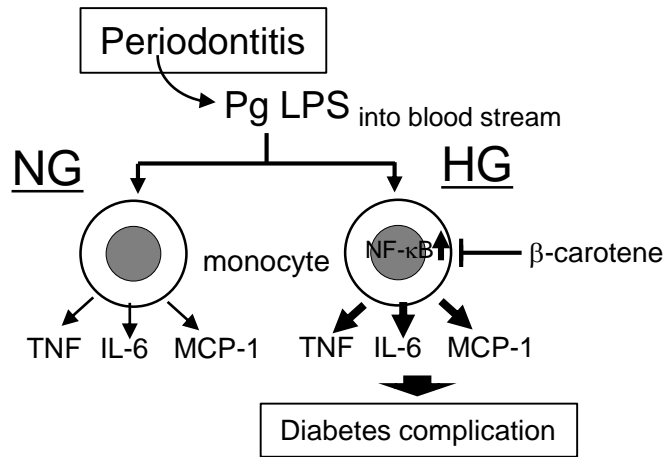 Periodontitis
Pg LPS into blood stream
NG
HG
monocyte
NF-κB
β-carotene
TNF IL-6 MCP-1
TNF IL-6 MCP-1
Diabetes complication